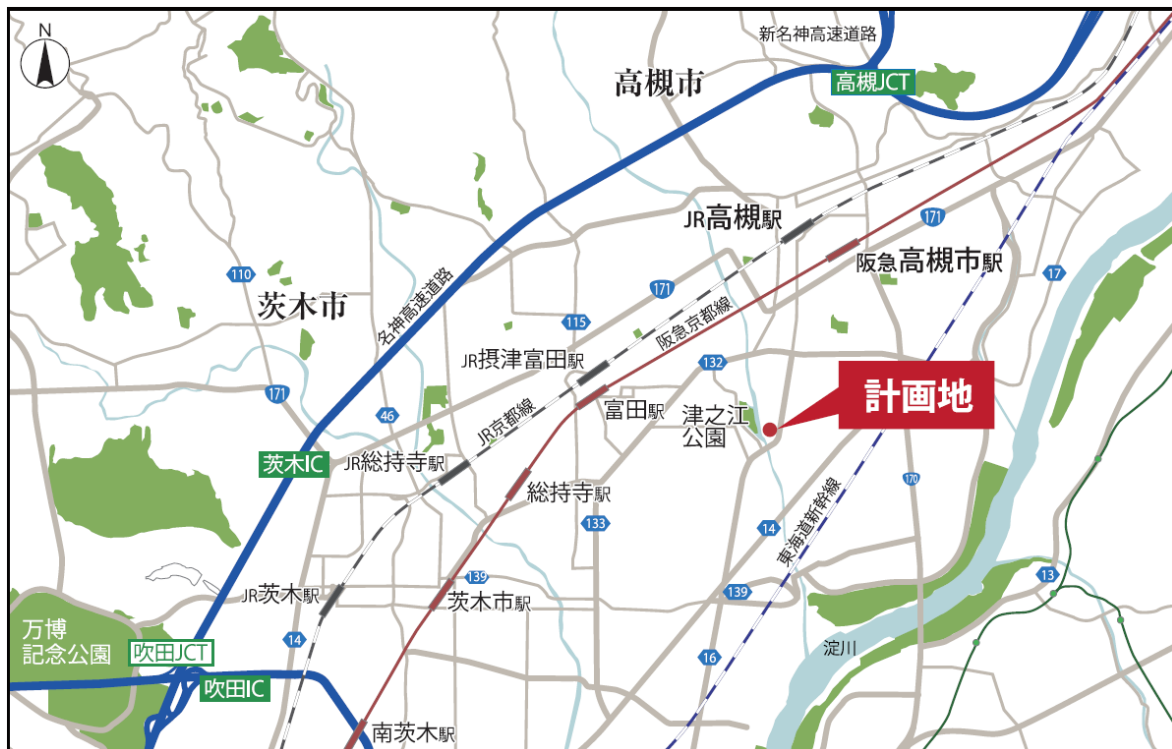 N
新名神高速道路
高槻市
高槻JCT
JR高槻駅
171
阪急高槻市駅
17
110
茨木市
名神高速道路
171
115
阪急京都線
JR摂津富田駅
132
計画地
171
46
JR京都線
富田駅
津之江
公園
茨木IC
JR総持寺駅
総持寺駅
170
133
14
東海道新幹線
139
JR茨木駅
茨木市駅
139
13
万博
記念公園
吹田JCT
14
淀川
16
吹田IC
南茨木駅